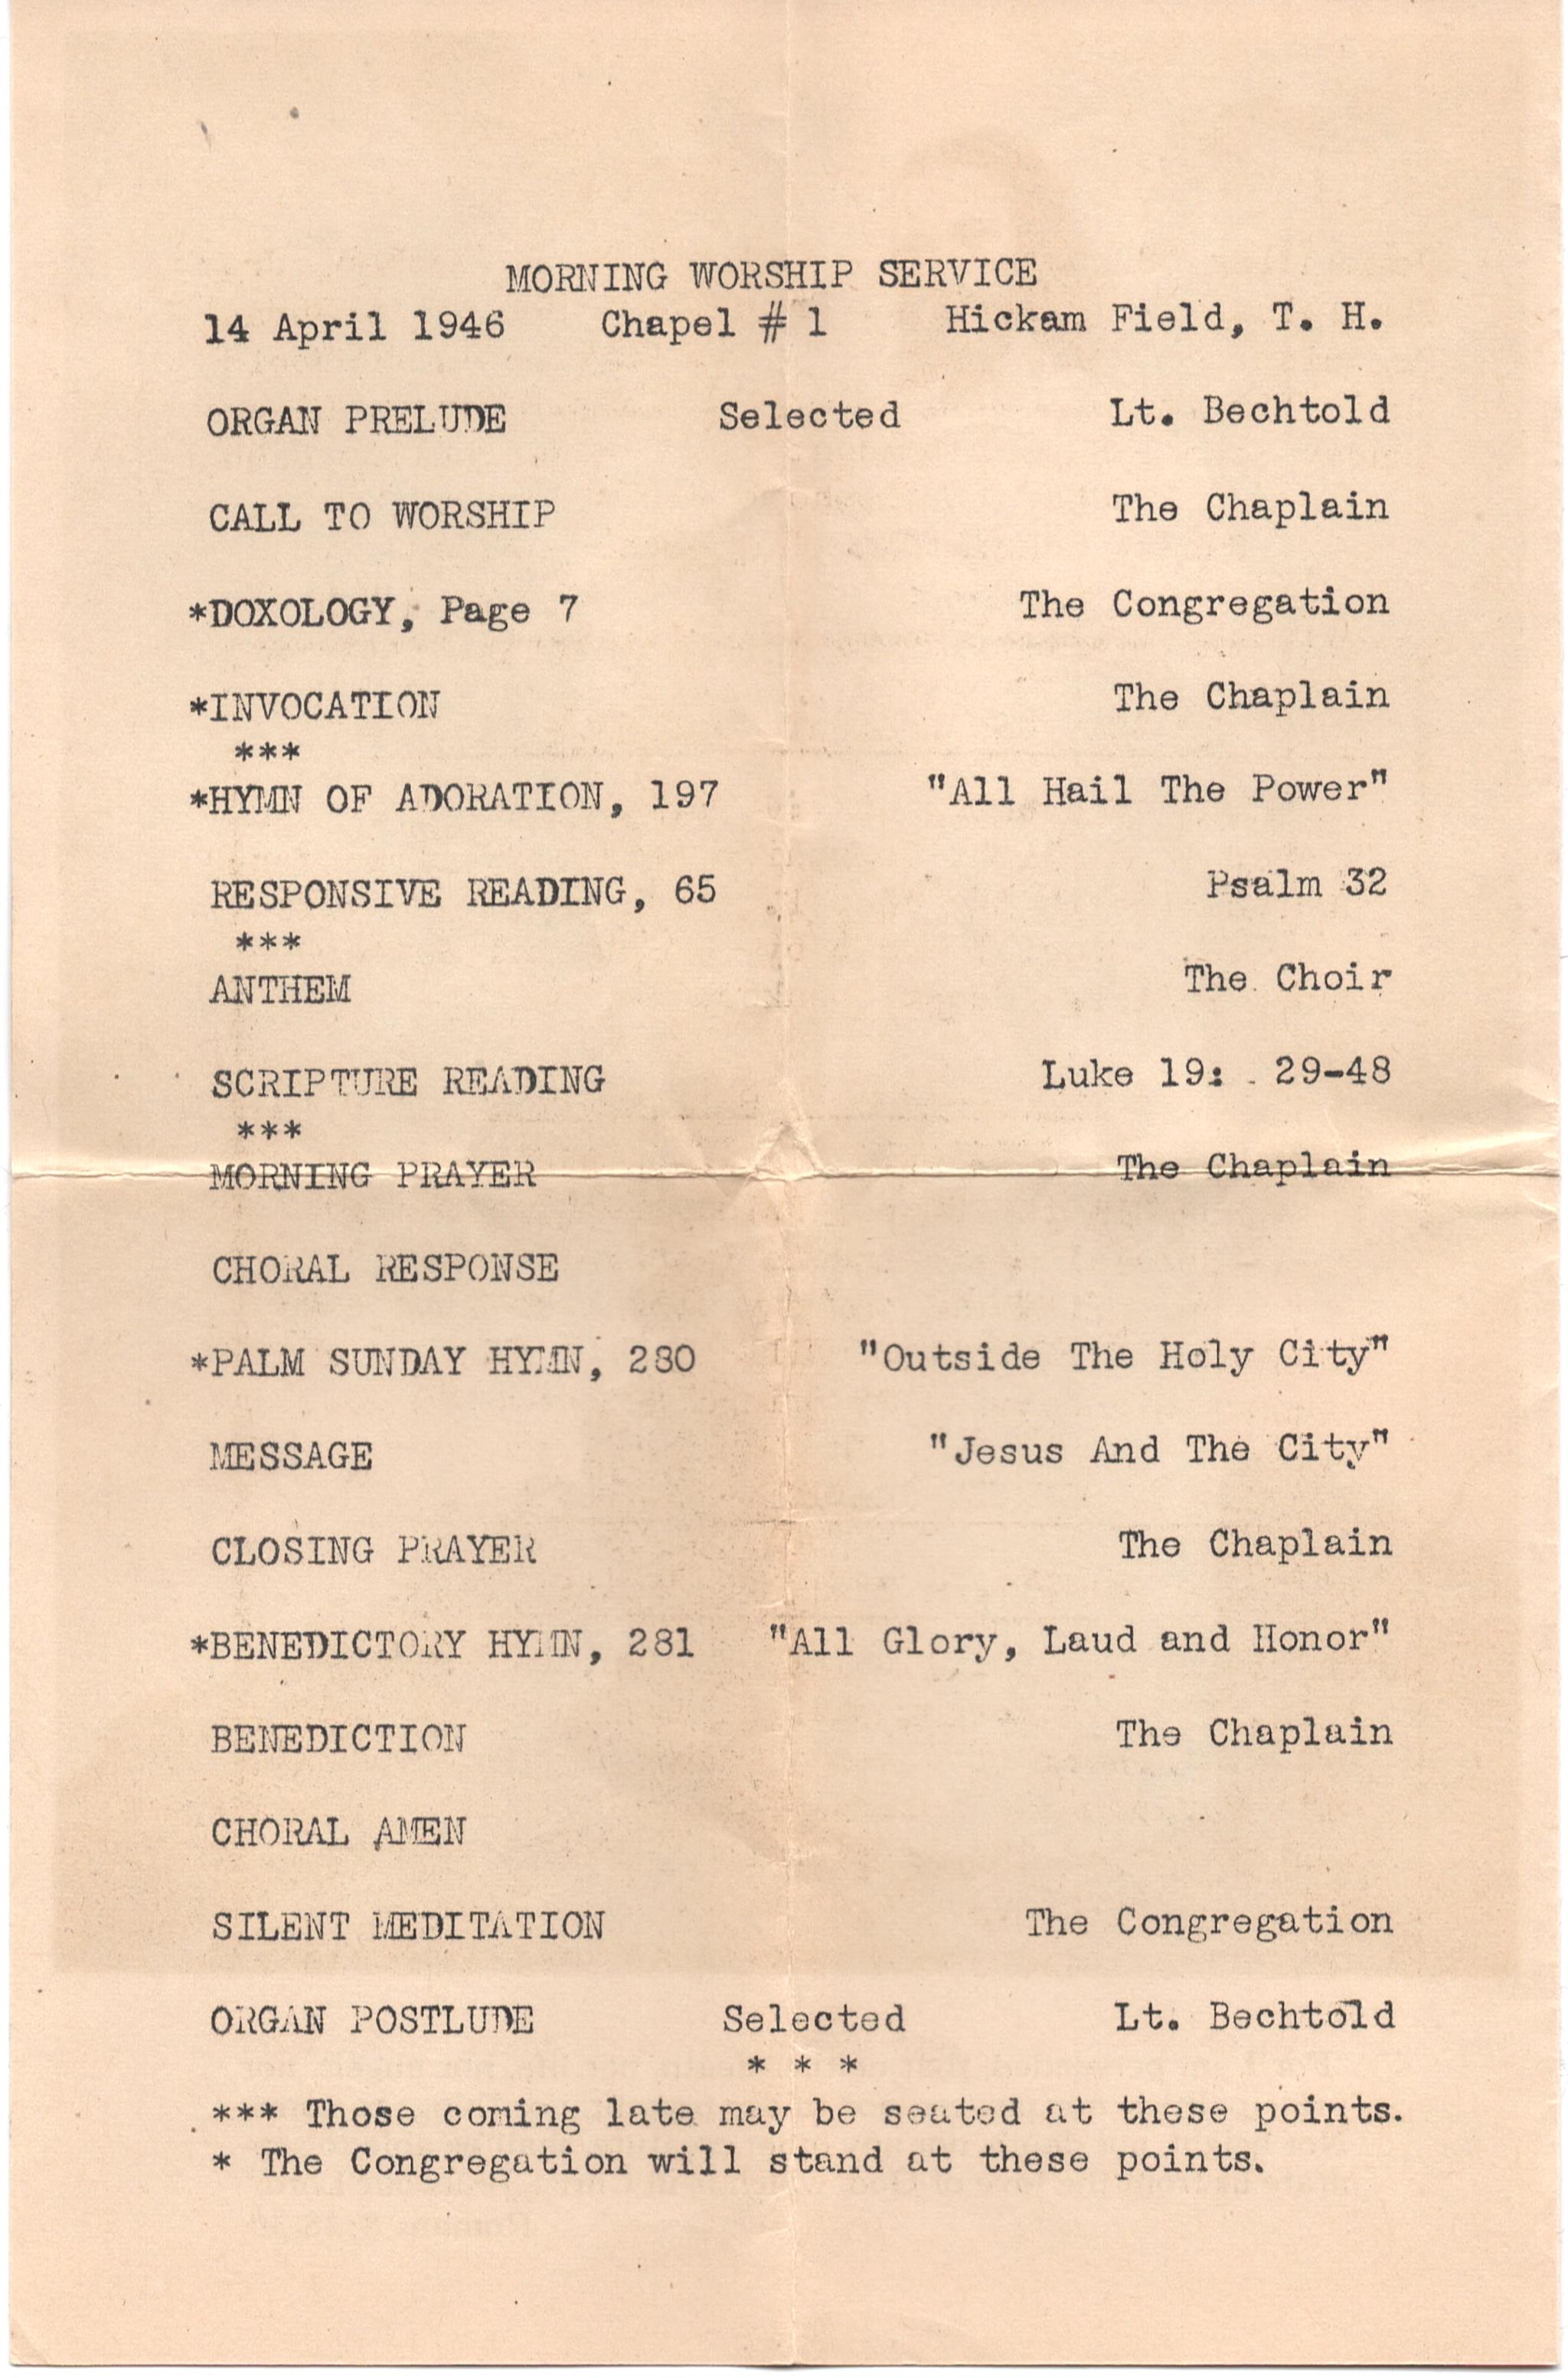 MORNING WORSHIP SERVICE
14 April 1946 Chapel # 1 Hickam Field, T. H.
ORGAN PRELUDE Selected Lt. Bechtold
CALL TO WORSHIP The Chaplain
*DOXOLOGY, Page 7 The Congregation
*INVOCATION The Chaplain
***
*HYMN OF ADORATION, 197 "All Hail The Power"
RESPONSIVE READING, 65 Psalm 32
***
ANTHEM The Choir
SCRIPTURE READING Luke 19: 29-48
***
MORNING PRAYER The Chaplain
CHORAL RESPONSE
*PALM SUNDAY HYMN, 280 "Outside The Holy City"
MESSAGE "Jesus And The City"
CLOSING PRAYER The Chaplain
*BENEDICTORY HYMN, 281 "All Glory, Laud and Honor"
BENEDICTION The Chaplain
CHORAL AMEN
SILENT MEDITATION The Congregation
ORGAN POSTLUDE Selected Lt. Bechtold
* * *
*** Those coming late may be seated at these points.
* The Congregation will stand at these points.